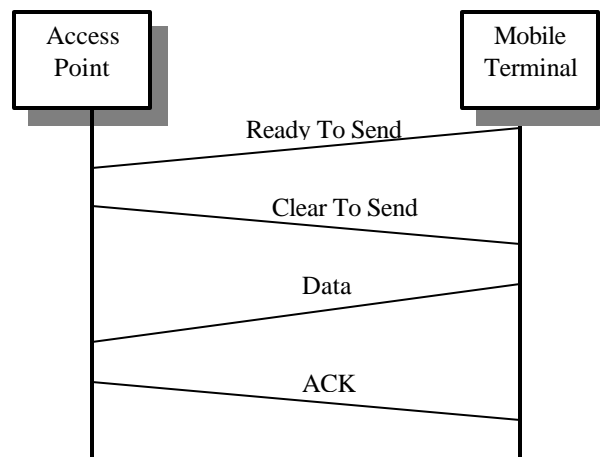 Access
Point
Mobile
Terminal
Ready To Send
Clear To Send
Data
ACK